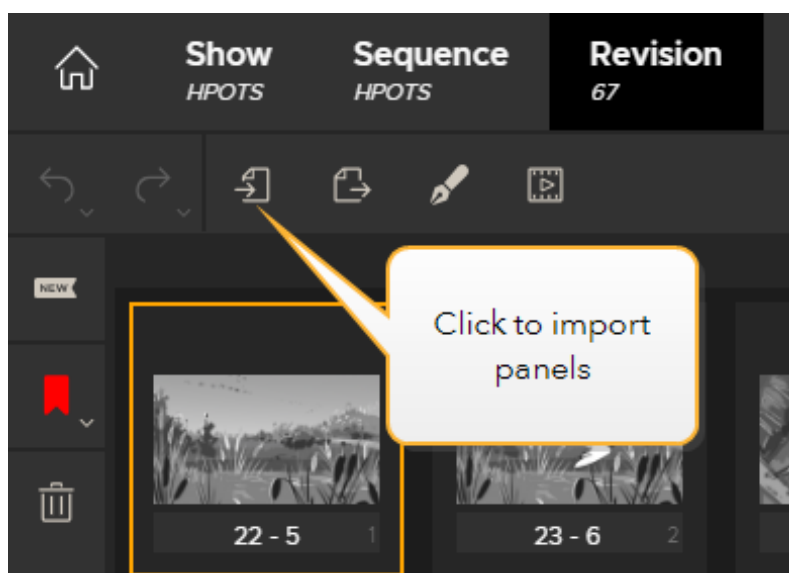 Show
HPOTS
Sequence
HPOTS
Revision
67
NEW
Click to import
panels
22 - 5
1
23 - 6
2